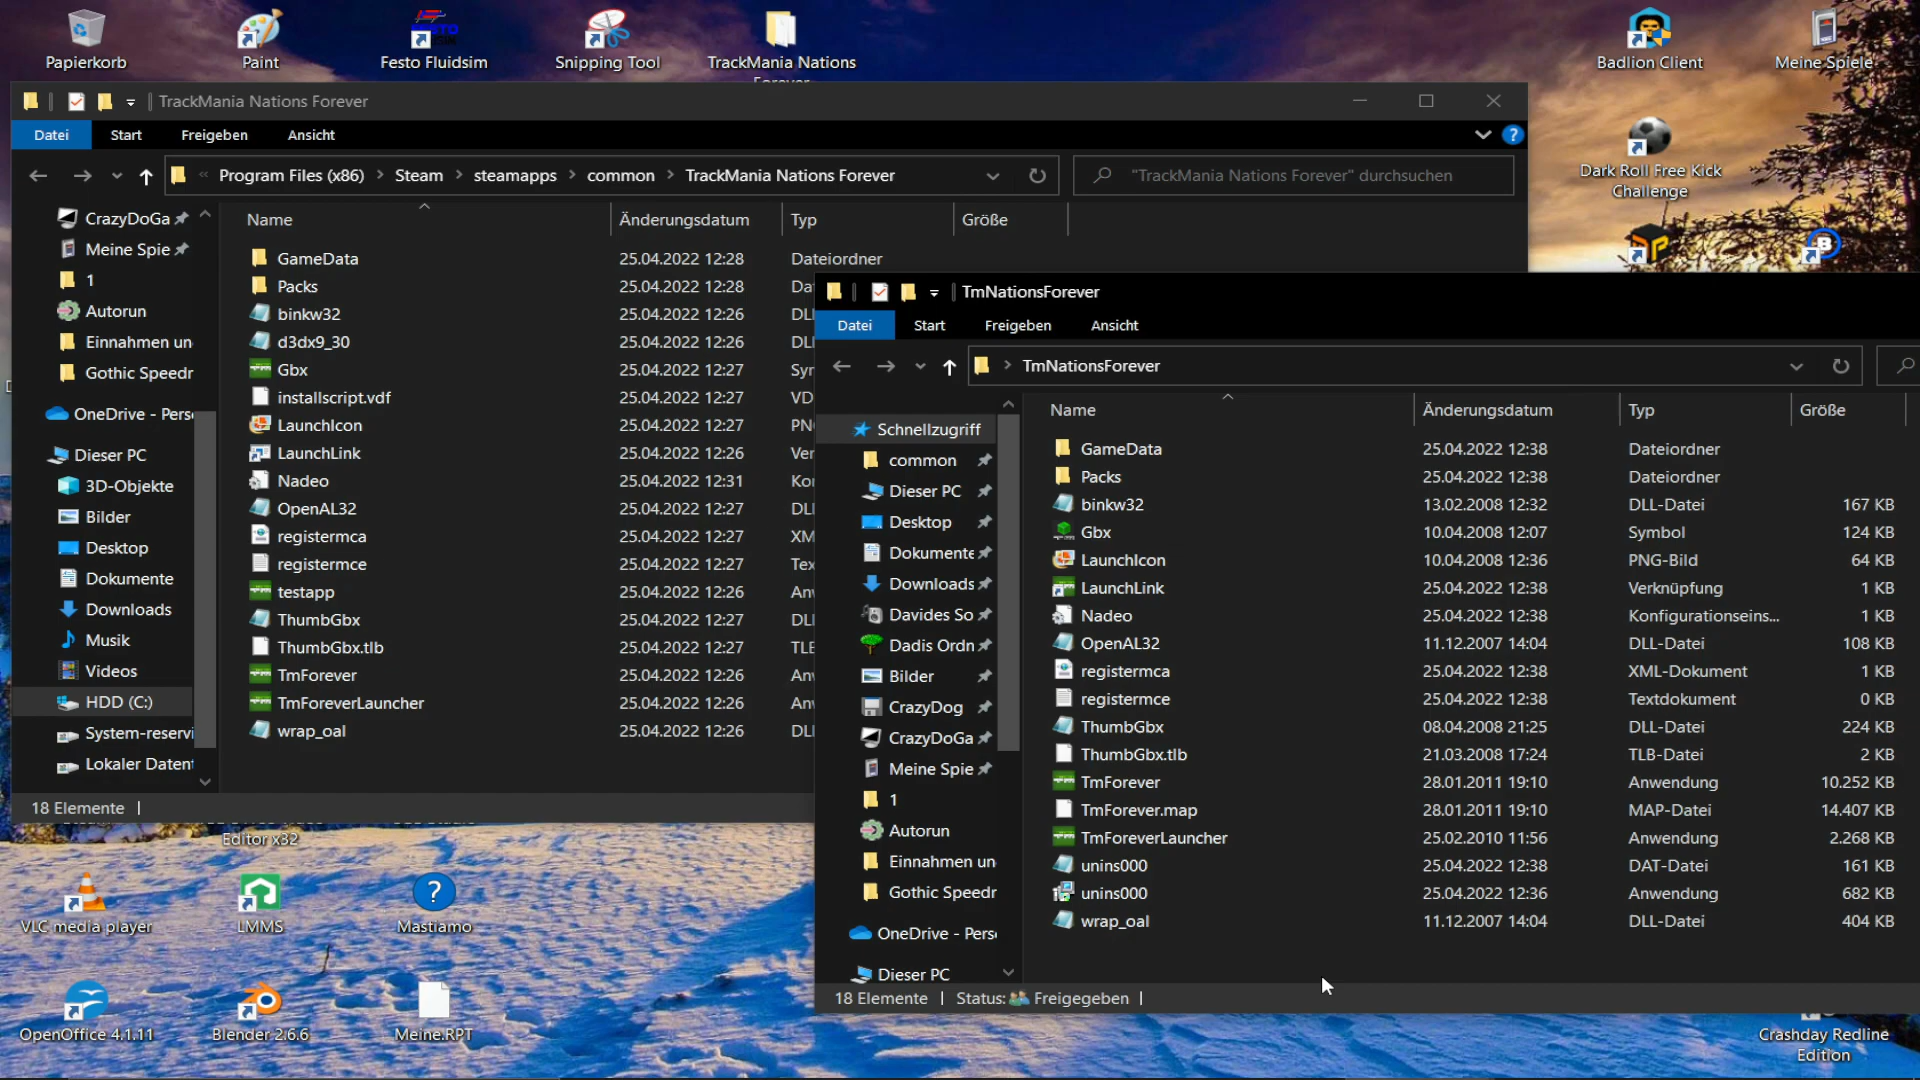 Papierkorb
Paint
Festo Fluidsim
Snipping Tool
TrackMania Nations
Forever
Badlion Client
Meine Spiele
Dark Roll Free Kick
Challenge
TrackMania Nations Forever
Datei Start Freigeben Ansicht
Program Files (x86) Steam steamapps common TrackMania Nations Forever
"TrackMania Nations Forever" durchsuchen
CrazyDoGa
Meine Spie
1
Autorun
Einnahmen un
Gothic Speedr
OneDrive - Pers
Dieser PC
3D-Objekte
Bilder
Desktop
Dokumente
Downloads
Musik
Videos
HDD (C:)
System-reservi
Lokaler Daten
Name Änderungsdatum Typ Größe
GameData 25.04.2022 12:28 Dateiordner
Packs 25.04.2022 12:28 Da
binkw32 25.04.2022 12:26 DLL
d3dx9_30 25.04.2022 12:26 DLL
Gbx 25.04.2022 12:27 Syr
installscript.vdf 25.04.2022 12:27 VD
LaunchIcon 25.04.2022 12:27 PN
LaunchLink 25.04.2022 12:26 Ver
Nadeo 25.04.2022 12:31 Kor
OpenAL32 25.04.2022 12:27 DLL
registermca 25.04.2022 12:27 XM
registermce 25.04.2022 12:27 Tex
testapp 25.04.2022 12:26 An
ThumbGbx 25.04.2022 12:27 DLL
ThumbGbx.tlb 25.04.2022 12:27 TLE
TmForever 25.04.2022 12:26 An
TmForeverLauncher 25.04.2022 12:26 An
wrap_oal 25.04.2022 12:26 DLL
18 Elemente
TmNationsForever
Datei Start Freigeben Ansicht
TmNationsForever
Schnellzugriff
common
Dieser PC
Desktop
Dokumente
Downloads
Davides So
Dadis Ordn
Bilder
CrazyDog
CrazyDoGa
Meine Spie
1
Autorun
Einnahmen un
Gothic Speedr
OneDrive - Pers
Dieser PC
Name Änderungsdatum Typ Größe
GameData 25.04.2022 12:38 Dateiordner
Packs 25.04.2022 12:38 Dateiordner
binkw32 13.02.2008 12:32 DLL-Datei 167 KB
Gbx 10.04.2008 12:07 Symbol 124 KB
LaunchIcon 10.04.2008 12:36 PNG-Bild 64 KB
LaunchLink 25.04.2022 12:38 Verknüpfung 1 KB
Nadeo 25.04.2022 12:38 Konfigurationseins... 1 KB
OpenAL32 11.12.2007 14:04 DLL-Datei 108 KB
registermca 25.04.2022 12:38 XML-Dokument 1 KB
registermce 25.04.2022 12:38 Textdokument 0 KB
ThumbGbx 08.04.2008 21:25 DLL-Datei 224 KB
ThumbGbx.tlb 21.03.2008 17:24 TLB-Datei 2 KB
TmForever 28.01.2011 19:10 Anwendung 10.252 KB
TmForever.map 28.01.2011 19:10 MAP-Datei 14.407 KB
TmForeverLauncher 25.02.2010 11:56 Anwendung 2.268 KB
unins000 25.04.2022 12:38 DAT-Datei 161 KB
unins000 25.04.2022 12:36 Anwendung 682 KB
wrap_oal 11.12.2007 14:04 DLL-Datei 404 KB
18 Elemente Status: Freigegeben
Editor x32
VLC media player
LMMS
Mastiamo
OpenOffice 4.1.11
Blender 2.6.6
Meine.RPT
Crashday Redline
Edition